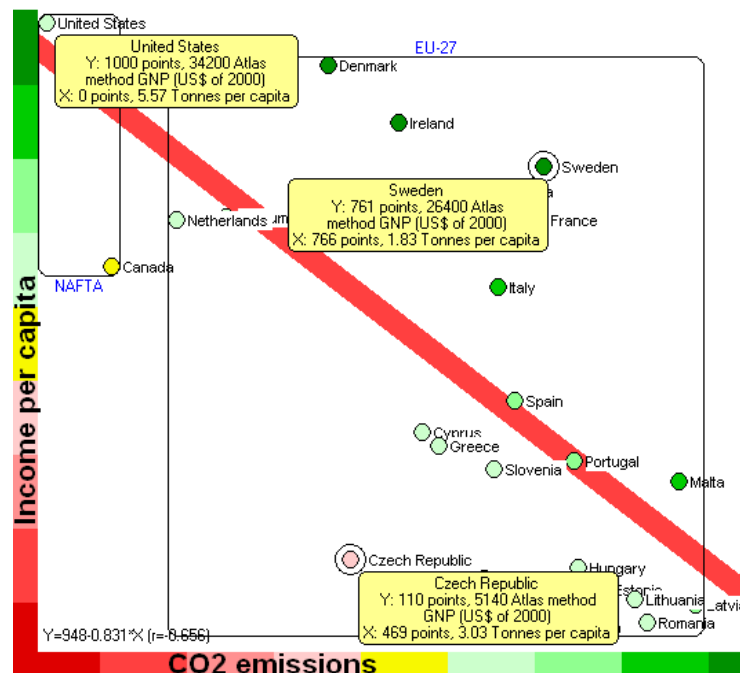 United States
United States
Y: 1000 points, 34200 Atlas
method GNP (US$ of 2000)
X: 0 points, 5.57 Tonnes per capita
EU-27
Denmark
Ireland
Sweden
Sweden
Y: 761 points, 26400 Atlas
method GNP (US$ of 2000)
X: 766 points, 1.83 Tonnes per capita
France
Netherlands
Canada
NAFTA
Italy
Spain
Cyprus
Greece
Slovenia
Portugal
Malta
Czech Republic
Hungary
Czech Republic
Y: 110 points, 5140 Atlas method
GNP (US$ of 2000)
X: 469 points, 3.03 Tonnes per capita
Estonia
Lithuania
Latvia
Romania
Y=948-0.831*X (r=-0.656)
Income per capita
CO2 emissions